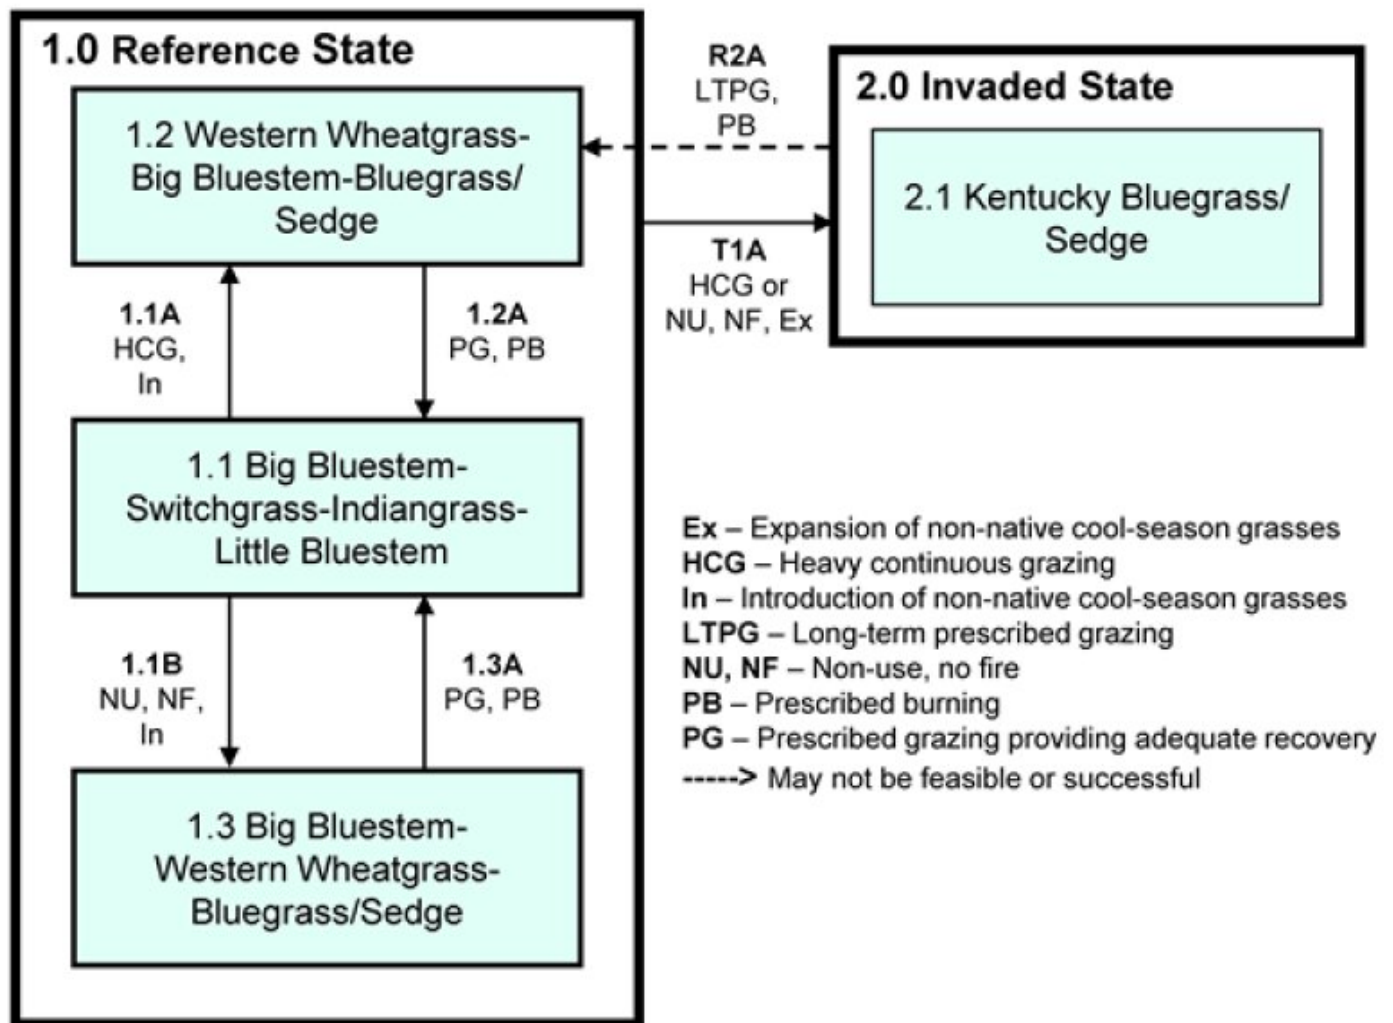 1.0 Reference State
1.2 Western Wheatgrass-
Big Bluestem-Bluegrass/
Sedge
1.1A
HCG,
In
1.2A
PG, PB
1.1 Big Bluestem-
Switchgrass-Indiangrass-
Little Bluestem
1.1B
NU, NF,
In
1.3A
PG, PB
1.3 Big Bluestem-
Western Wheatgrass-
Bluegrass/Sedge
R2A
LTPG,
PB
T1A
HCG or
NU, NF, Ex
2.0 Invaded State
2.1 Kentucky Bluegrass/
Sedge
Ex – Expansion of non-native cool-season grasses
HCG – Heavy continuous grazing
In – Introduction of non-native cool-season grasses
LTPG – Long-term prescribed grazing
NU, NF – Non-use, no fire
PB – Prescribed burning
PG – Prescribed grazing providing adequate recovery
-----> May not be feasible or successful